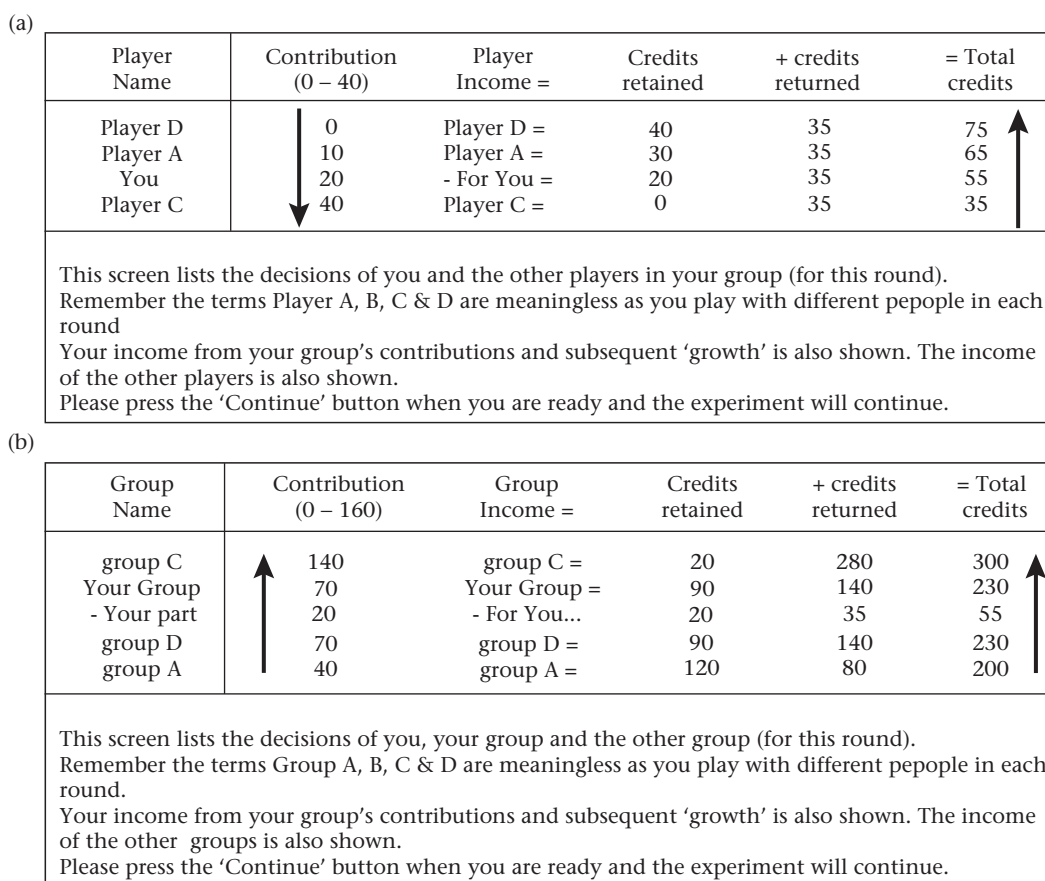 (a)
Player Name Contribution (0 – 40) Player Income = Credits retained + credits returned = Total credits
Player D 0 Player D = 40 35 75
Player A 10 Player A = 30 35 65
You 20 - For You = 20 35 55
Player C 40 Player C = 0 35 35
This screen lists the decisions of you and the other players in your group (for this round).
Remember the terms Player A, B, C & D are meaningless as you play with different pepople in each
round
Your income from your group’s contributions and subsequent ‘growth’ is also shown. The income
of the other players is also shown.
Please press the ‘Continue’ button when you are ready and the experiment will continue.
(b)
Group Name Contribution (0 – 160) Group Income = Credits retained + credits returned = Total credits
group C 140 group C = 20 280 300
Your Group 70 Your Group = 90 140 230
- Your part 20 - For You... 20 35 55
group D 70 group D = 90 140 230
group A 40 group A = 120 80 200
This screen lists the decisions of you, your group and the other group (for this round).
Remember the terms Group A, B, C & D are meaningless as you play with different pepople in each
round.
Your income from your group’s contributions and subsequent ‘growth’ is also shown. The income
of the other groups is also shown.
Please press the ‘Continue’ button when you are ready and the experiment will continue.